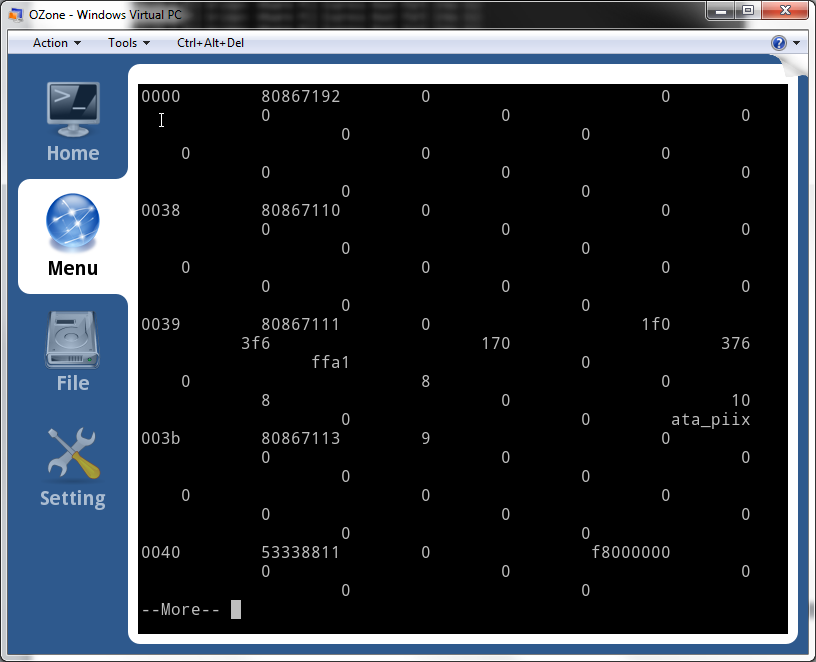 OZone - Windows Virtual PC
Action Tools Ctrl+Alt+Del
Home
Menu
File
Setting
0000 80867192 0 0
0 0 0
0 0
0 0 0
0 0 0
0 0
0038 80867110 0 0
0 0 0
0 0
0 0 0
0 0 0
0 0
0039 80867111 0 1f0
3f6 170 376
ffa1 0
0 8 0
8 0 10
0 0 ata_piix
003b 80867113 9 0
0 0 0
0 0
0 0 0
0 0 0
0 0
0040 53338811 0 f8000000
0 0 0
0 0
--More--